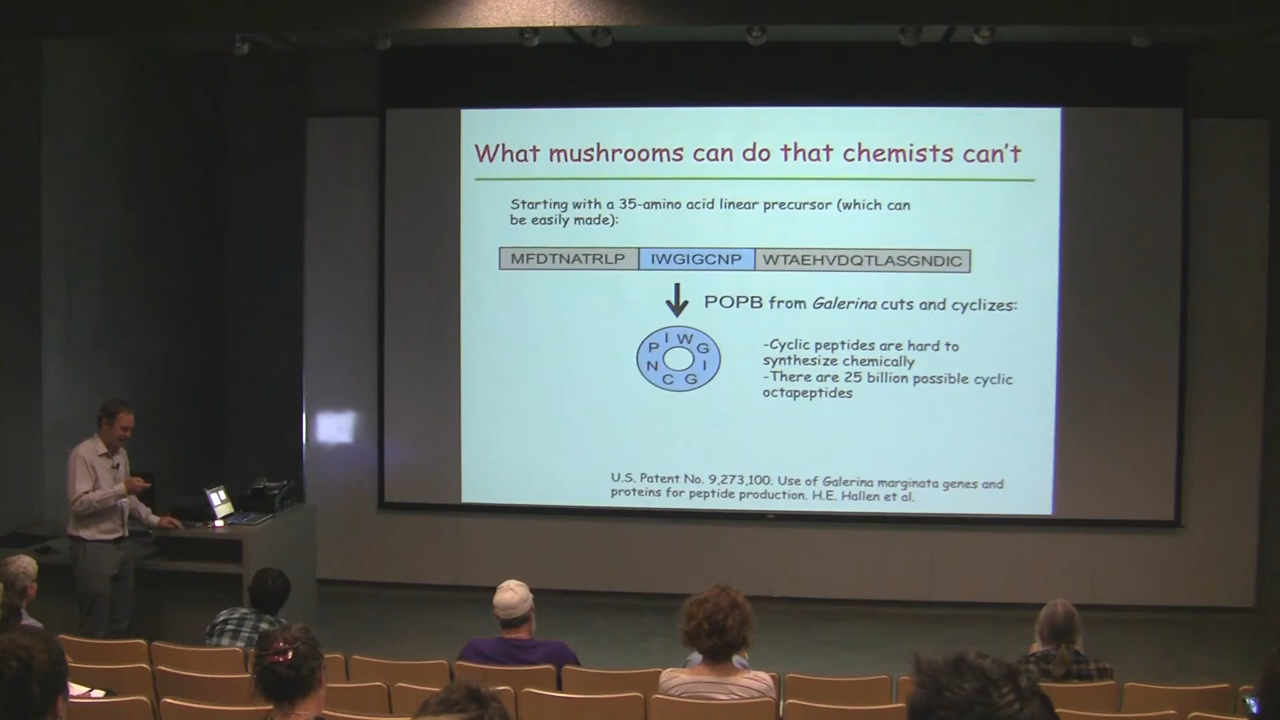 What mushrooms can do that chemists can't
Starting with a 35-amino acid linear precursor (which can
be easily made):
MFDTNATRLP IWGIGCNP WTAEHVDQTLASGNDIC
POPB from Galerina cuts and cyclizes:
I W G I G C N P
-Cyclic peptides are hard to
synthesize chemically
-There are 25 billion possible cyclic
octapeptides
U.S. Patent No. 9,273,100. Use of Galerina marginata genes and
proteins for peptide production. H.E. Hallen et al.